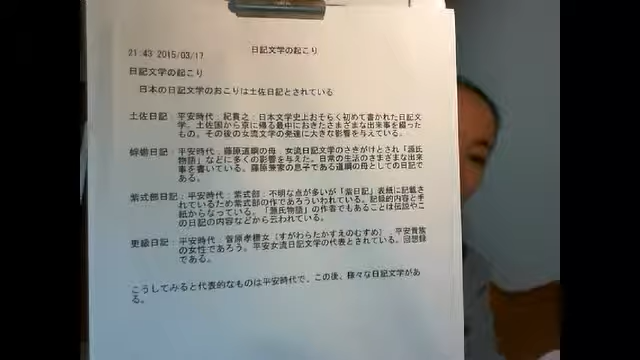 21:43 2015/03/17 日記文学の起こり
日記文学の起こり
日本の日記文学のおこりは土佐日記とされている
土佐日記：平安時代：紀貫之：日本文学史上おそらく初めて書かれた日記文
学。土佐国から京に帰る最中におきたさまざまな出来事を綴った
もの。その後の女流文学の発達に大きな影響を与えている。
蜻蛉日記：平安時代：藤原道綱の母：女流日記文学のさきがけとされ「源氏
物語」などに多くの影響を与えた。日常の生活のさまざまな出来
事を書いている。藤原兼家の息子である道綱の母としての日記で
ある。
紫式部日記：平安時代：紫式部：不明な点が多いが「紫日記」表紙に記載さ
れているため紫式部の作であろういわれている。記録的内容と手
紙からなっている。「源氏物語」の作者でもあることは伝説やこ
の日記の内容などから云われている。
更級日記：平安時代：菅原孝標女（すがわらたかすえのむすめ）：平安貴族
の女性であろう。平安女流日記文学の代表とされている。回想録
である。
こうしてみると代表的なものは平安時代で、この後、様々な日記文学があ
る。